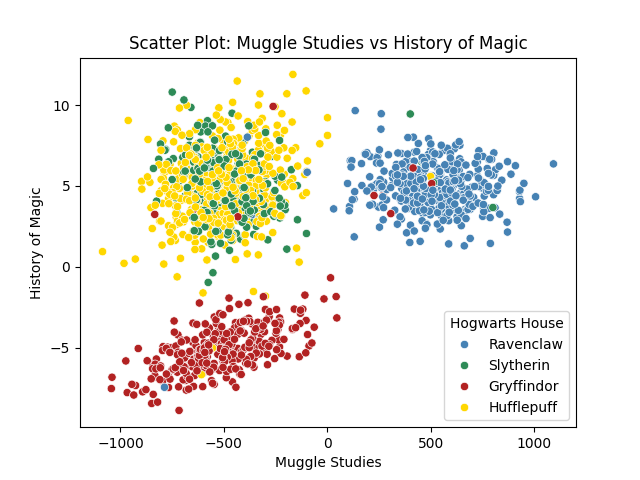 Scatter Plot: Muggle Studies vs History of Magic
10
5
0
−5
History of Magic
Hogwarts House
Ravenclaw
Slytherin
Gryffindor
Hufflepuff
−1000 −500 0 500 1000
Muggle Studies